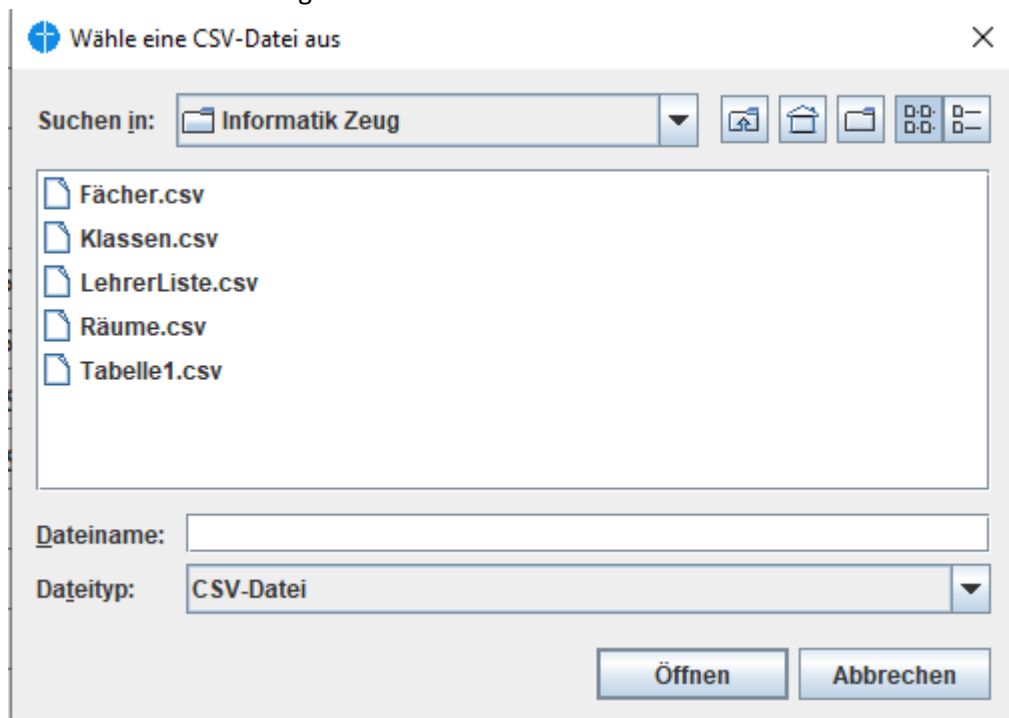 Wähle eine CSV-Datei aus
Suchen in: Informatik Zeug
Fächer.csv
Klassen.csv
LehrerListe.csv
Räume.csv
Tabelle1.csv
Dateiname:
Dateityp: CSV-Datei
Öffnen Abbrechen